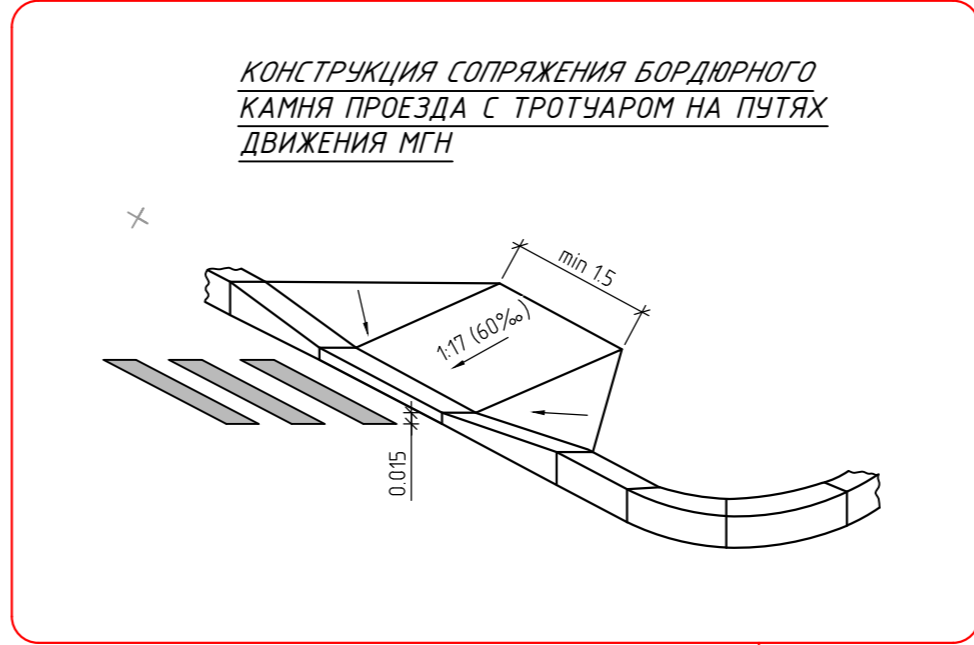 КОНСТРУКЦИЯ СОПРЯЖЕНИЯ БОРДЮРНОГО
КАМНЯ ПРОЕЗДА С ТРОТУАРОМ НА ПУТЯХ
ДВИЖЕНИЯ МГН
min 1.5
1:17 (60‰)
0.015